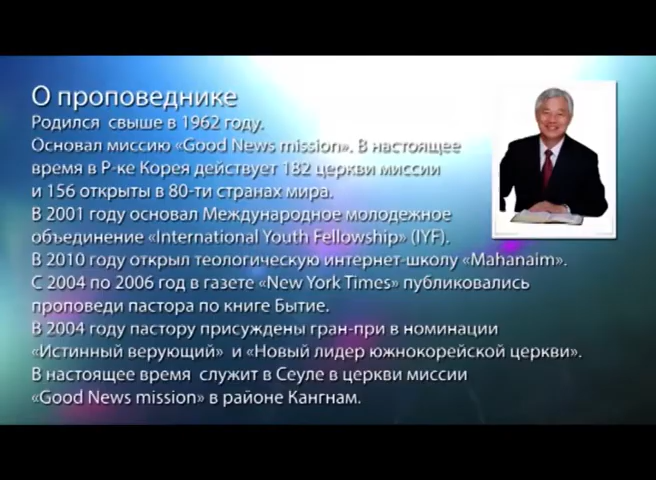 О проповеднике
Родился свыше в 1962 году.
Основал миссию «Good News mission». В настоящее
время в Р-ке Корея действует 182 церкви миссии
и 156 открыты в 80-ти странах мира.
В 2001 году основал Международное молодежное
объединение «International Youth Fellowship» (IYF).
В 2010 году открыл теологическую интернет-школу «Mahanaim».
С 2004 по 2006 год в газете «New York Times» публиковались
проповеди пастора по книге Бытие.
В 2004 году пастору присуждены гран-при в номинации
«Истинный верующий» и «Новый лидер южнокорейской церкви».
В настоящее время служит в Сеуле в церкви миссии
«Good News mission» в районе Кангнам.